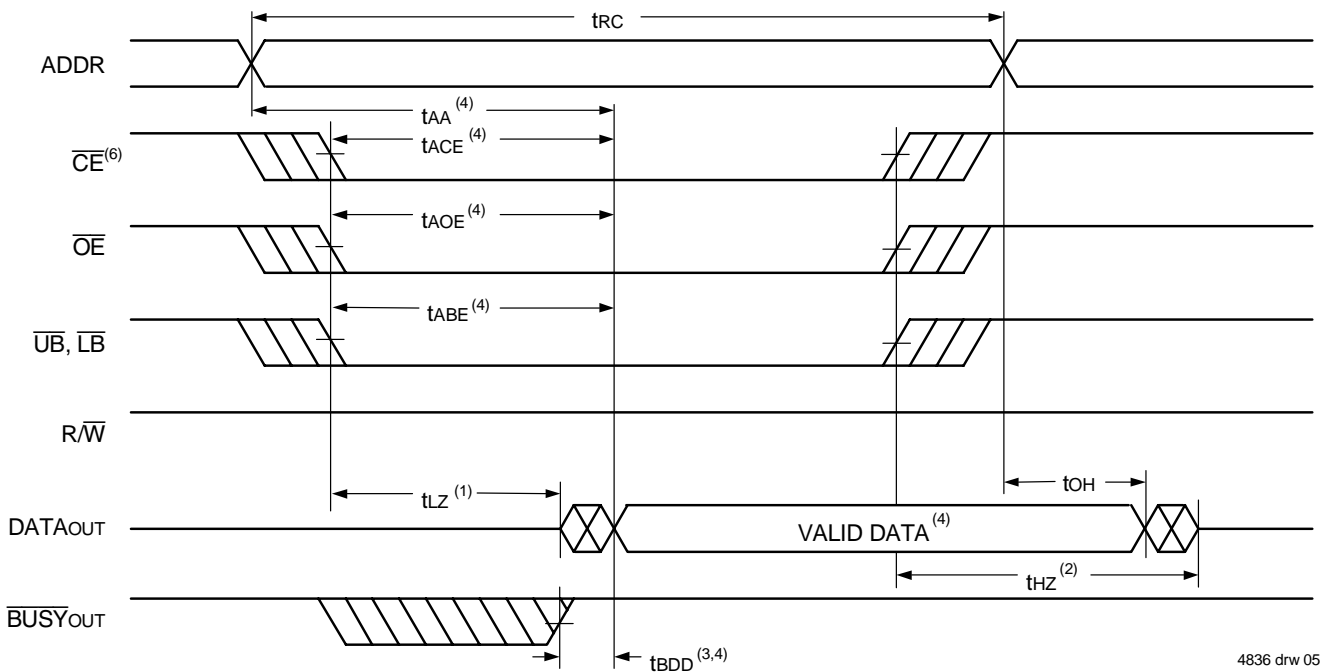 tRC
ADDR
tAA (4)
CE(6)
tACE (4)
OE
tAOE (4)
UB, LB
tABE (4)
R/W
tLZ (1)
tOH
DATAOUT
VALID DATA (4)
tHZ (2)
BUSYOUT
tBDD (3,4)
4836 drw 05